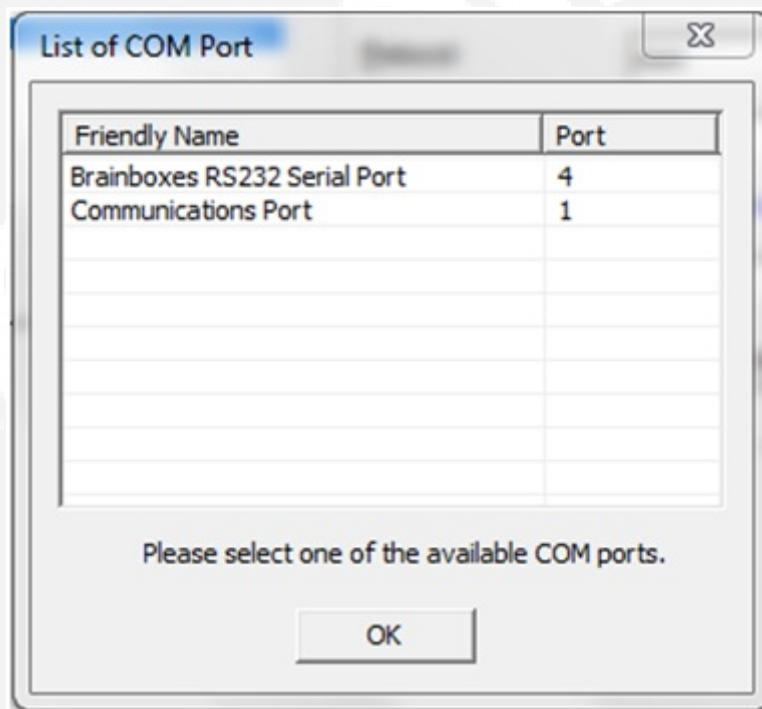 List of COM Port
Friendly Name Port
Brainboxes RS232 Serial Port 4
Communications Port 1
Please select one of the available COM ports.
OK